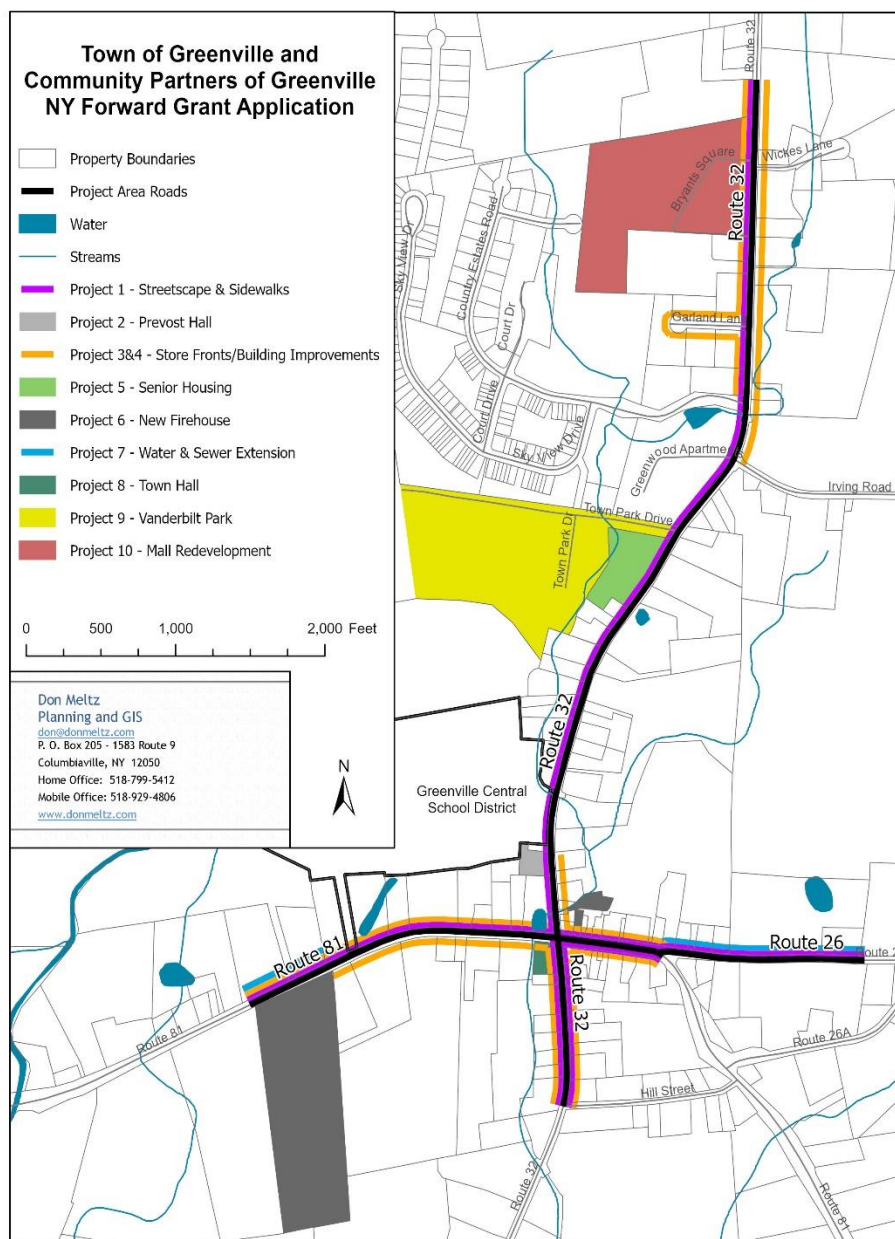 Town of Greenville and
Community Partners of Greenville
NY Forward Grant Application
Property Boundaries
Project Area Roads
Water
Streams
Project 1 - Streetscape & Sidewalks
Project 2 - Prevost Hall
Project 3&4 - Store Fronts/Building Improvements
Project 5 - Senior Housing
Project 6 - New Firehouse
Project 7 - Water & Sewer Extension
Project 8 - Town Hall
Project 9 - Vanderbilt Park
Project 10 - Mall Redevelopment
0 500 1,000 2,000 Feet
Don Meltz
Planning and GIS
don@donmeltz.com
P. O. Box 205 - 1583 Route 9
Columbiaville, NY 12050
Home Office: 518-799-5412
Mobile Office: 518-929-4806
www.donmeltz.com
N
Route 32
Wickes Lane
Bryants Square
Route 32
Country Estates Road
Sky View Dr
Garland Lane
Court Dr
Court Drive
Sky View Drive
Greenwood Apartme
Irving Road
Town Park Drive
Town Park Dr
Route 32
Greenville Central
School District
Route 81
Route 26
Route 2
Route 32
Route 81
Route 26A
Hill Street
Route 32
Route 81